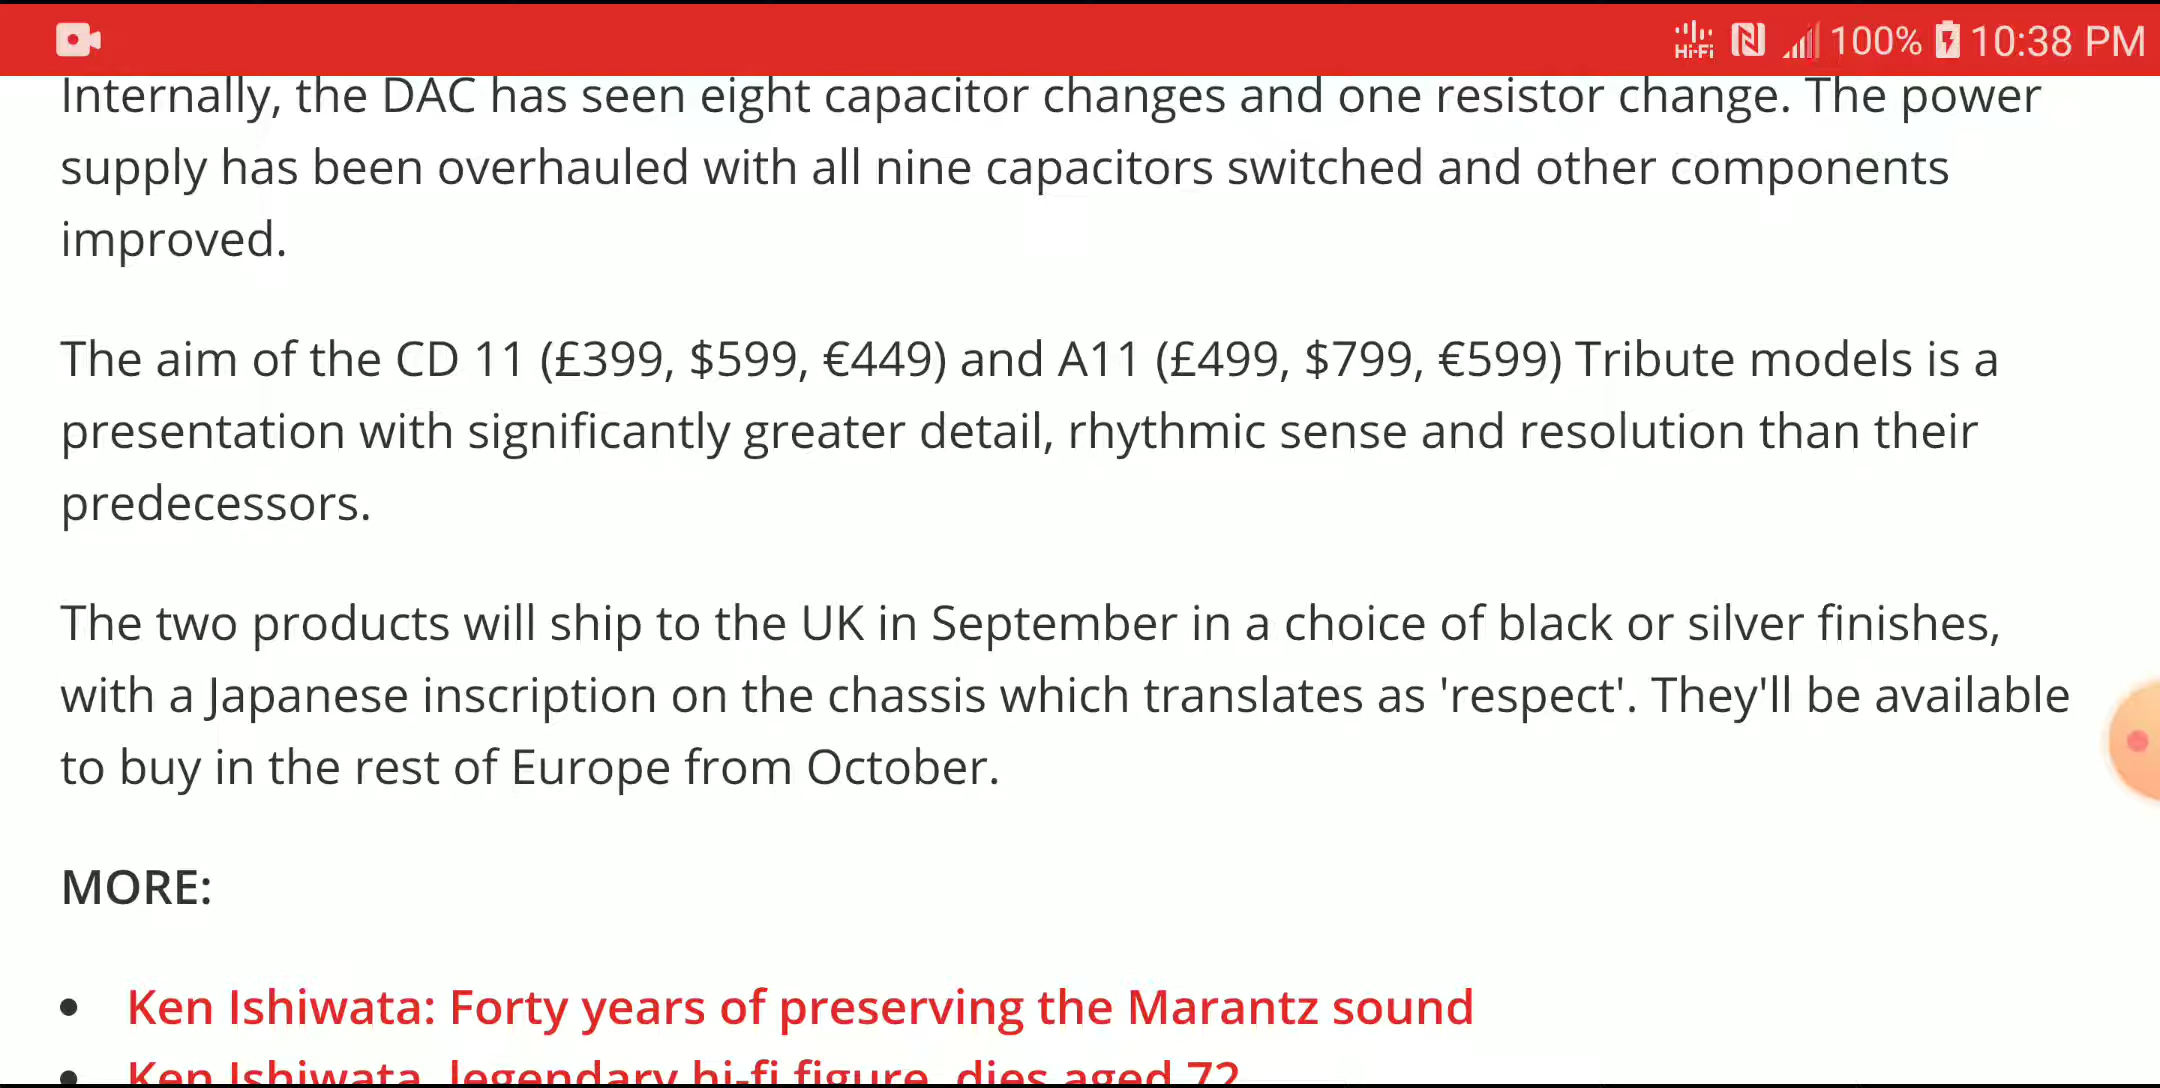 Hi-Fi 100% 10:38 PM
Internally, the DAC has seen eight capacitor changes and one resistor change. The power
supply has been overhauled with all nine capacitors switched and other components
improved.
The aim of the CD 11 (£399, $599, €449) and A11 (£499, $799, €599) Tribute models is a
presentation with significantly greater detail, rhythmic sense and resolution than their
predecessors.
The two products will ship to the UK in September in a choice of black or silver finishes,
with a Japanese inscription on the chassis which translates as 'respect'. They'll be available
to buy in the rest of Europe from October.
MORE:
• Ken Ishiwata: Forty years of preserving the Marantz sound
• Ken Ishiwata, legendary hi-fi figure, dies aged 72